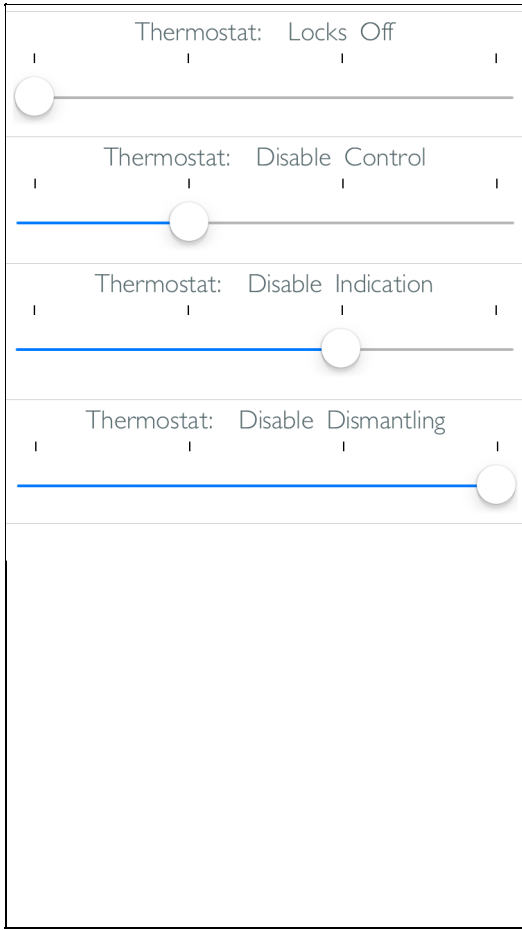 Thermostat: Locks Off
Thermostat: Disable Control
Thermostat: Disable Indication
Thermostat: Disable Dismantling